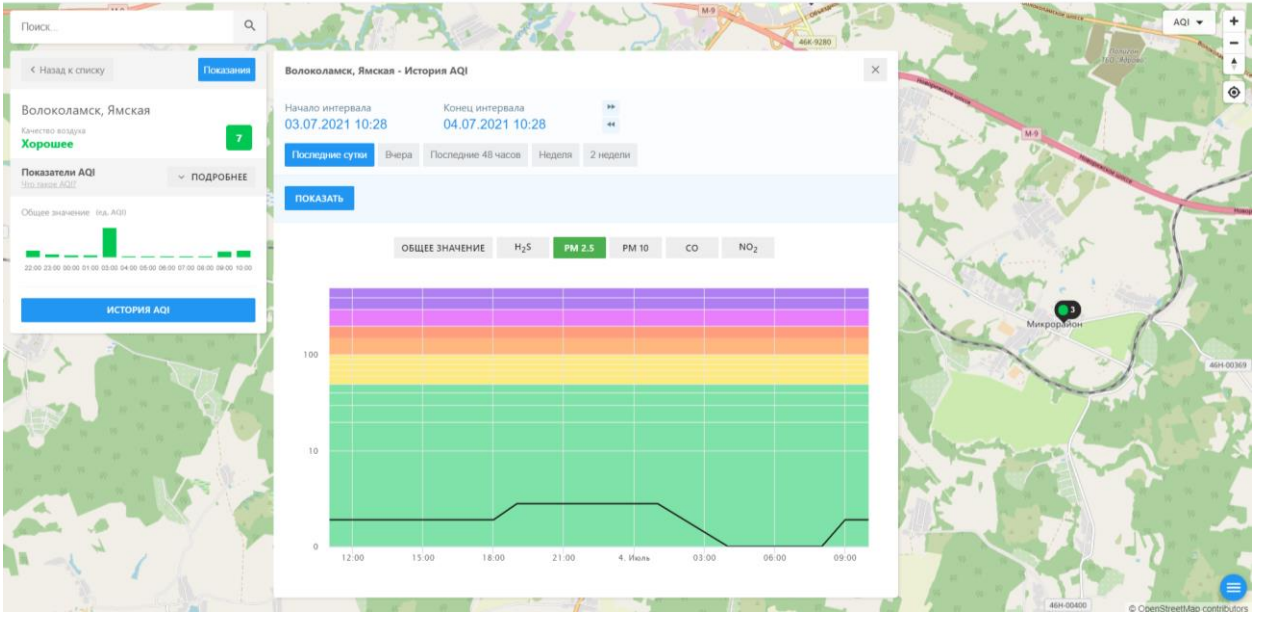 Поиск...
< Назад к списку
Показания
Волоколамск, Ямская
Качество воздуха
Хорошее
7
Показатели AQI
Что такое AQI?
ПОДРОБНЕЕ
Общее значение (ед. AQI)
22:00 23:00 00:00 01:00 03:00 04:00 05:00 06:00 07:00 08:00 09:00 10:00
ИСТОРИЯ AQI
Волоколамск, Ямская - История AQI
×
Начало интервала
03.07.2021 10:28
Конец интервала
04.07.2021 10:28
Последние сутки
Вчера
Последние 48 часов
Неделя
2 недели
ПОКАЗАТЬ
ОБЩЕЕ ЗНАЧЕНИЕ
H₂S
PM 2.5
PM 10
CO
NO₂
100
10
0
12:00 15:00 18:00 21:00 4. Июль 03:00 06:00 09:00
М-9
46К-9280
AQI
+
−
М-9
3
Микрорайон
46Н-00369
46Н-00400
© OpenStreetMap contributors